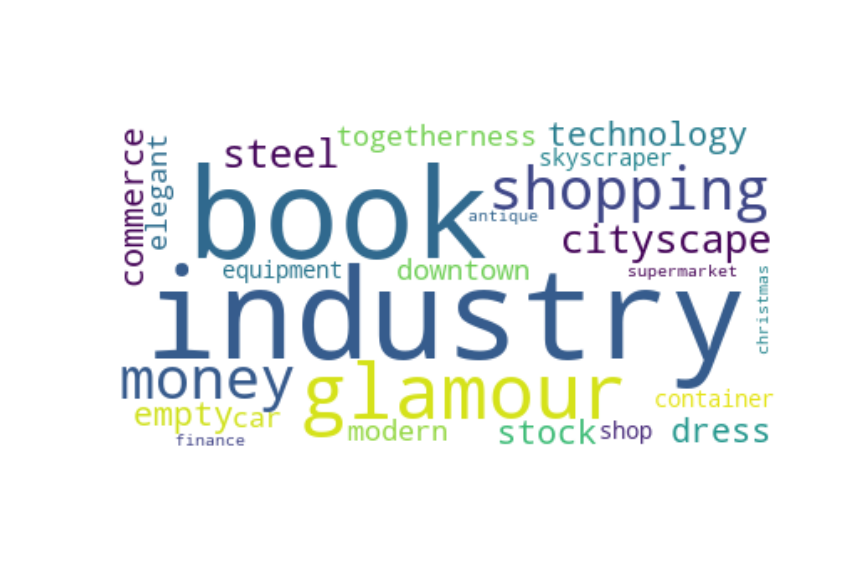 togetherness
technology
commerce
elegant
steel
skyscraper
book
shopping
antique
cityscape
equipment
downtown
supermarket
industry
christmas
money
glamour
container
empty
car
modern
stock
shop
dress
finance